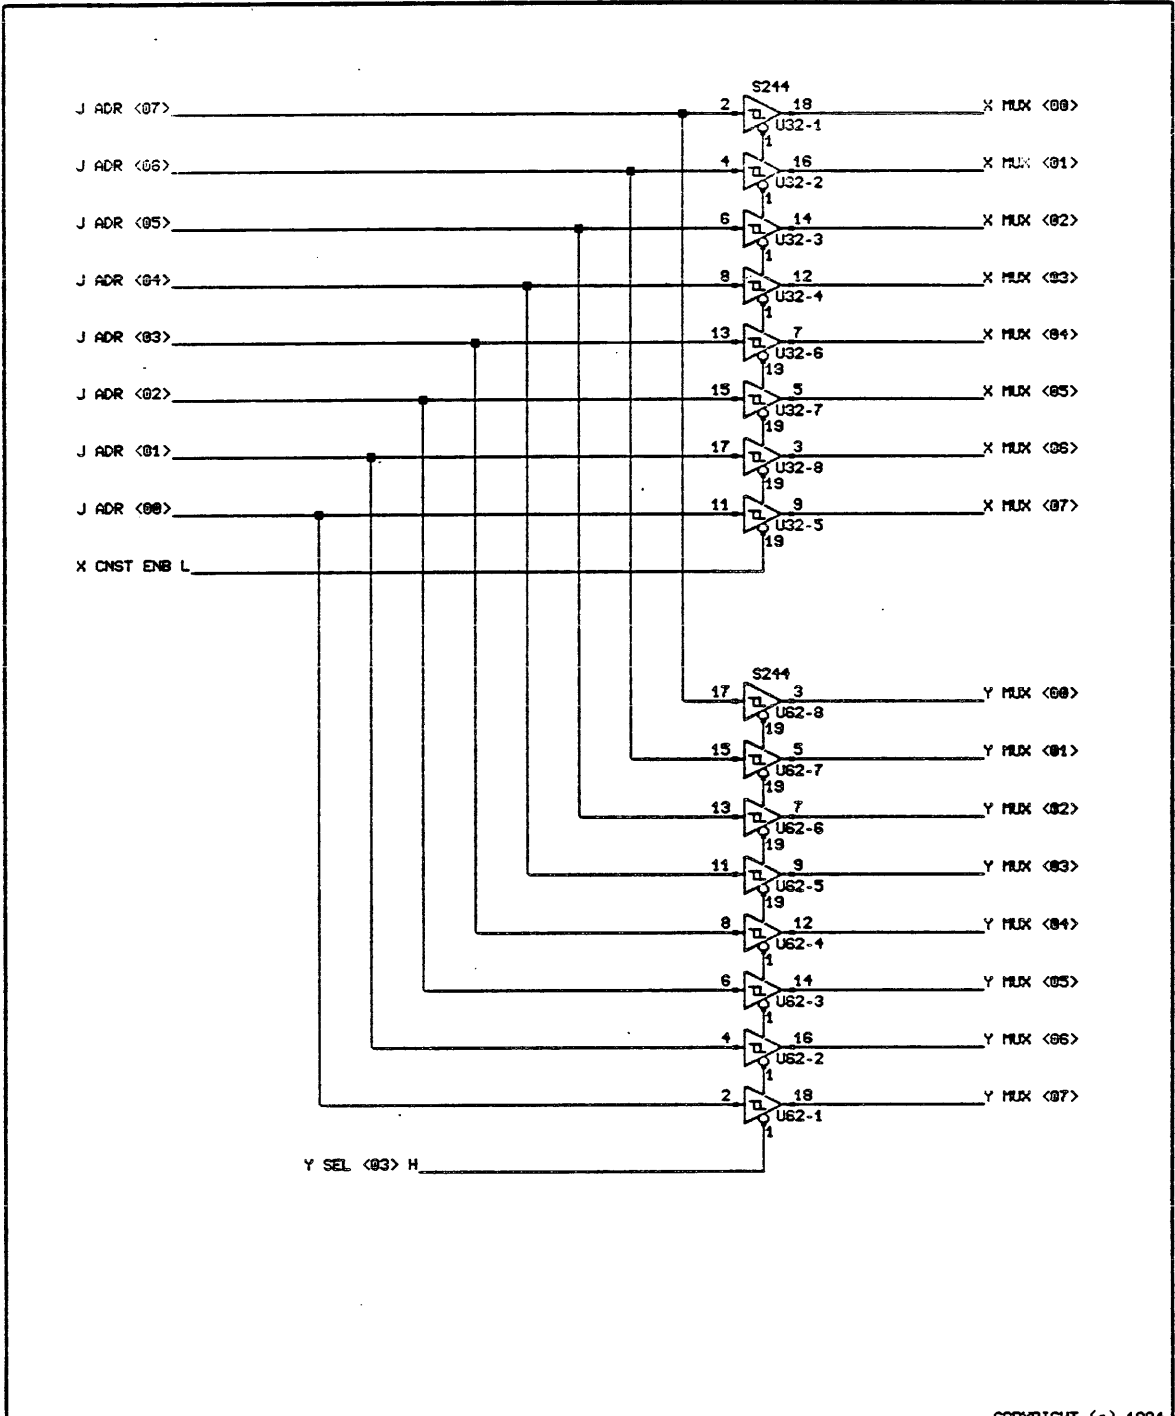 S244
J ADR <07> 2 18 X MUX <00>
U32-1
1
J ADR <06> 4 16 X MUX <01>
U32-2
1
J ADR <05> 6 14 X MUX <02>
U32-3
1
J ADR <04> 8 12 X MUX <03>
U32-4
1
J ADR <03> 13 7 X MUX <04>
U32-6
19
J ADR <02> 15 5 X MUX <05>
U32-7
19
J ADR <01> 17 3 X MUX <06>
U32-8
19
J ADR <00> 11 9 X MUX <07>
U32-5
19
X CNST ENB L
S244
17 3 Y MUX <00>
U62-8
19
15 5 Y MUX <01>
U62-7
19
13 7 Y MUX <02>
U62-6
19
11 9 Y MUX <03>
U62-5
19
8 12 Y MUX <04>
U62-4
1
6 14 Y MUX <05>
U62-3
1
4 16 Y MUX <06>
U62-2
1
2 18 Y MUX <07>
U62-1
1
Y SEL <03> H
COPYRIGHT (c) 1981